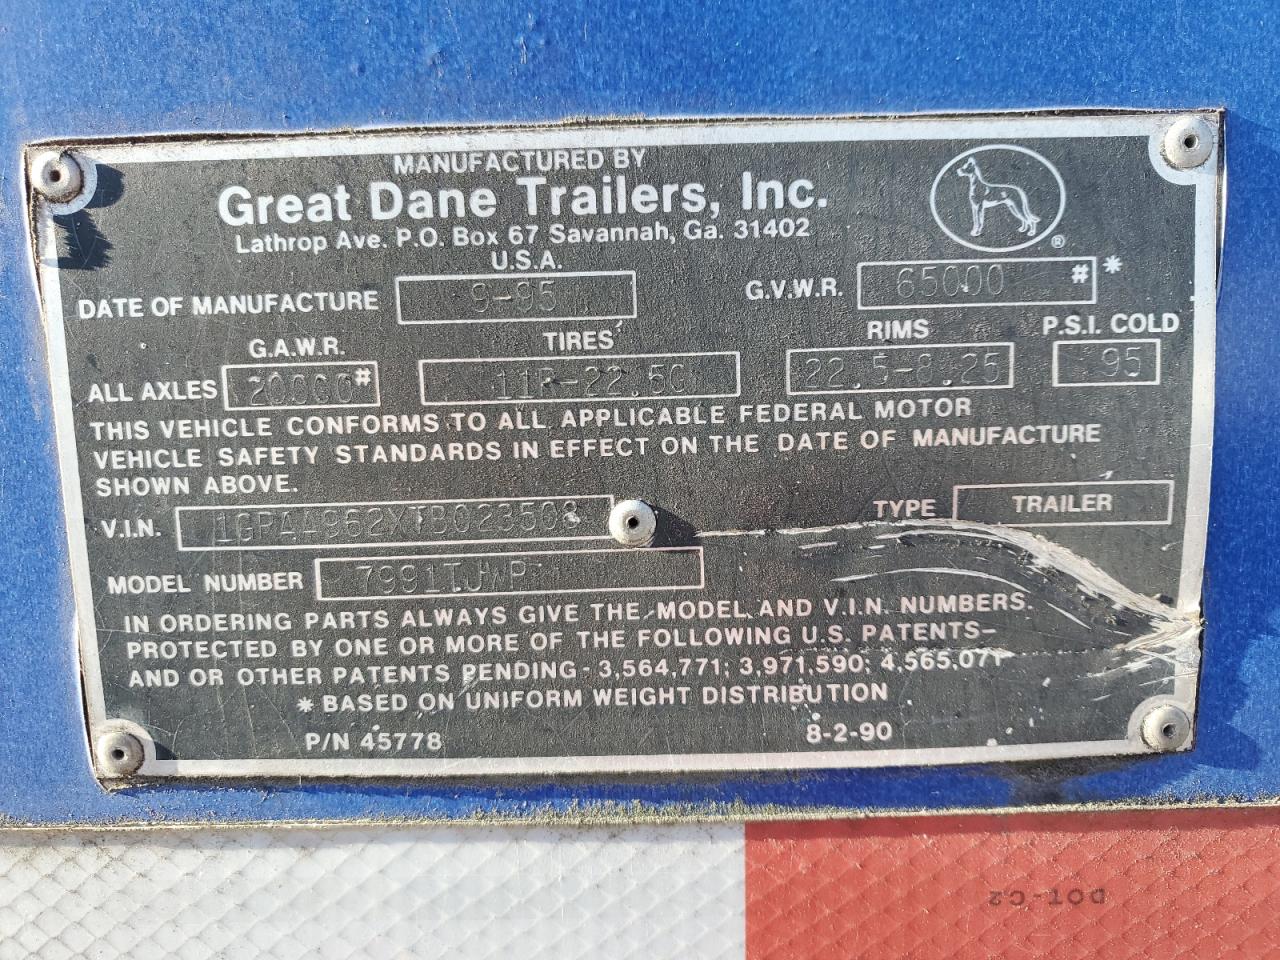 MANUFACTURED BY
Great Dane Trailers, Inc.
Lathrop Ave. P.O. Box 67 Savannah, Ga. 31402
U.S.A.
®
DATE OF MANUFACTURE 9-95 G.V.W.R. 65000 #*
G.A.W.R. TIRES RIMS P.S.I. COLD
ALL AXLES 20000# 11R-22.5G 22.5-8.25 95
THIS VEHICLE CONFORMS TO ALL APPLICABLE FEDERAL MOTOR
VEHICLE SAFETY STANDARDS IN EFFECT ON THE DATE OF MANUFACTURE
SHOWN ABOVE.
V.I.N. 1GRAA962XTB023508 TYPE TRAILER
MODEL NUMBER 7991TJWP
IN ORDERING PARTS ALWAYS GIVE THE MODEL AND V.I.N. NUMBERS.
PROTECTED BY ONE OR MORE OF THE FOLLOWING U.S. PATENTS-
AND OR OTHER PATENTS PENDING - 3,564,771; 3,971,590; 4,565,071
* BASED ON UNIFORM WEIGHT DISTRIBUTION
P/N 45778 8-2-90
DOT-C2